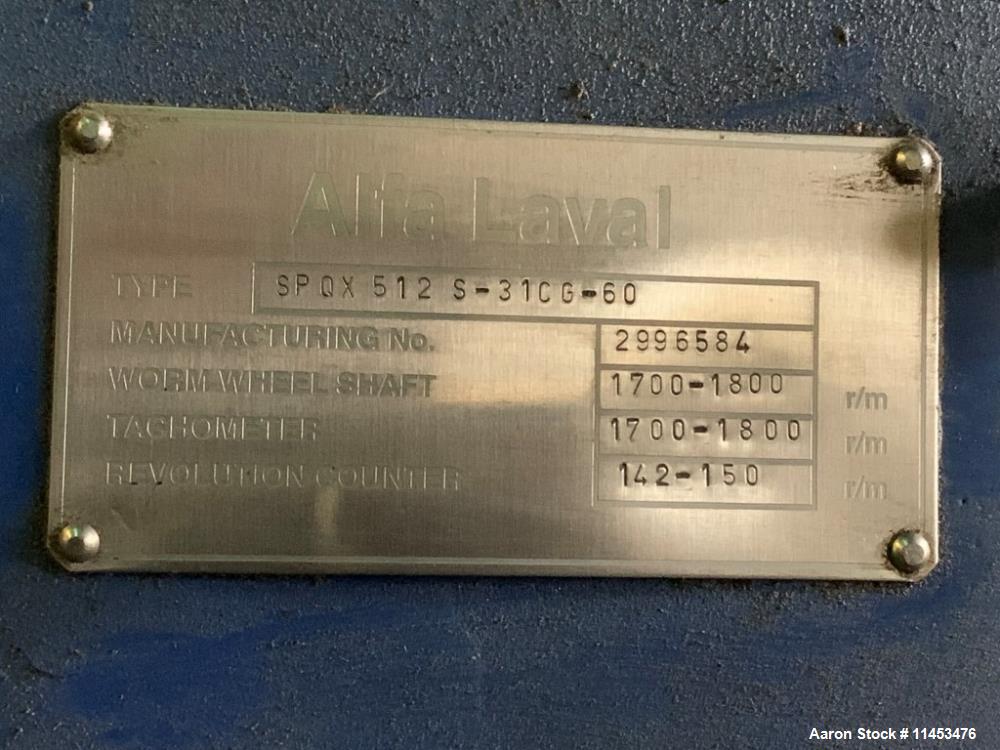 Alfa Laval
TYPE SPQX 512 S-31CG-60
MANUFACTURING No. 2996584
WORM WHEEL SHAFT 1700-1800 r/m
TACHOMETER 1700-1800 r/m
REVOLUTION COUNTER 142-150 r/m
Aaron Stock # 11453476